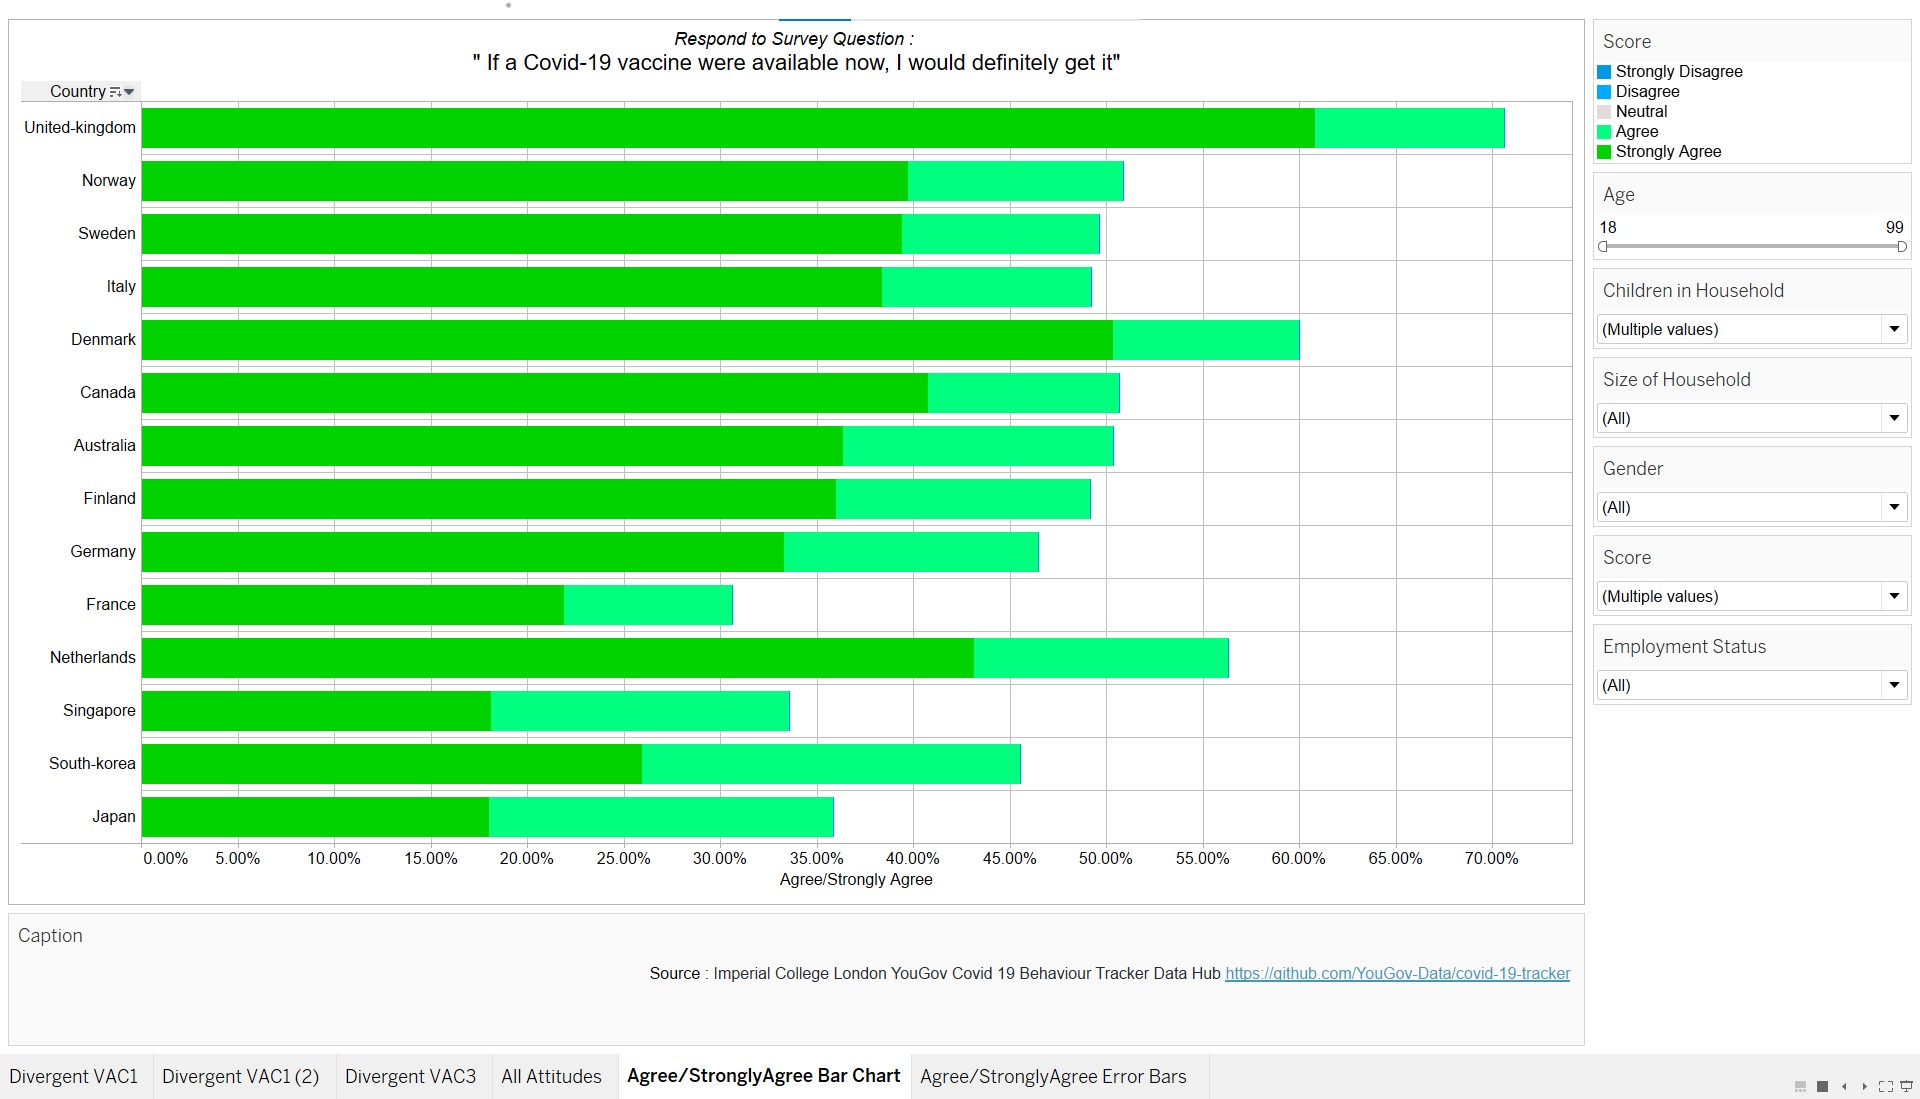 Respond to Survey Question :
" If a Covid-19 vaccine were available now, I would definitely get it"
Country
United-kingdom
Norway
Sweden
Italy
Denmark
Canada
Australia
Finland
Germany
France
Netherlands
Singapore
South-korea
Japan
0.00% 5.00% 10.00% 15.00% 20.00% 25.00% 30.00% 35.00% 40.00% 45.00% 50.00% 55.00% 60.00% 65.00% 70.00%
Agree/Strongly Agree
Score
Strongly Disagree
Disagree
Neutral
Agree
Strongly Agree
Age
18 99
Children in Household
(Multiple values)
Size of Household
(All)
Gender
(All)
Score
(Multiple values)
Employment Status
(All)
Caption
Source : Imperial College London YouGov Covid 19 Behaviour Tracker Data Hub https://github.com/YouGov-Data/covid-19-tracker
Divergent VAC1 Divergent VAC1 (2) Divergent VAC3 All Attitudes Agree/StronglyAgree Bar Chart Agree/StronglyAgree Error Bars